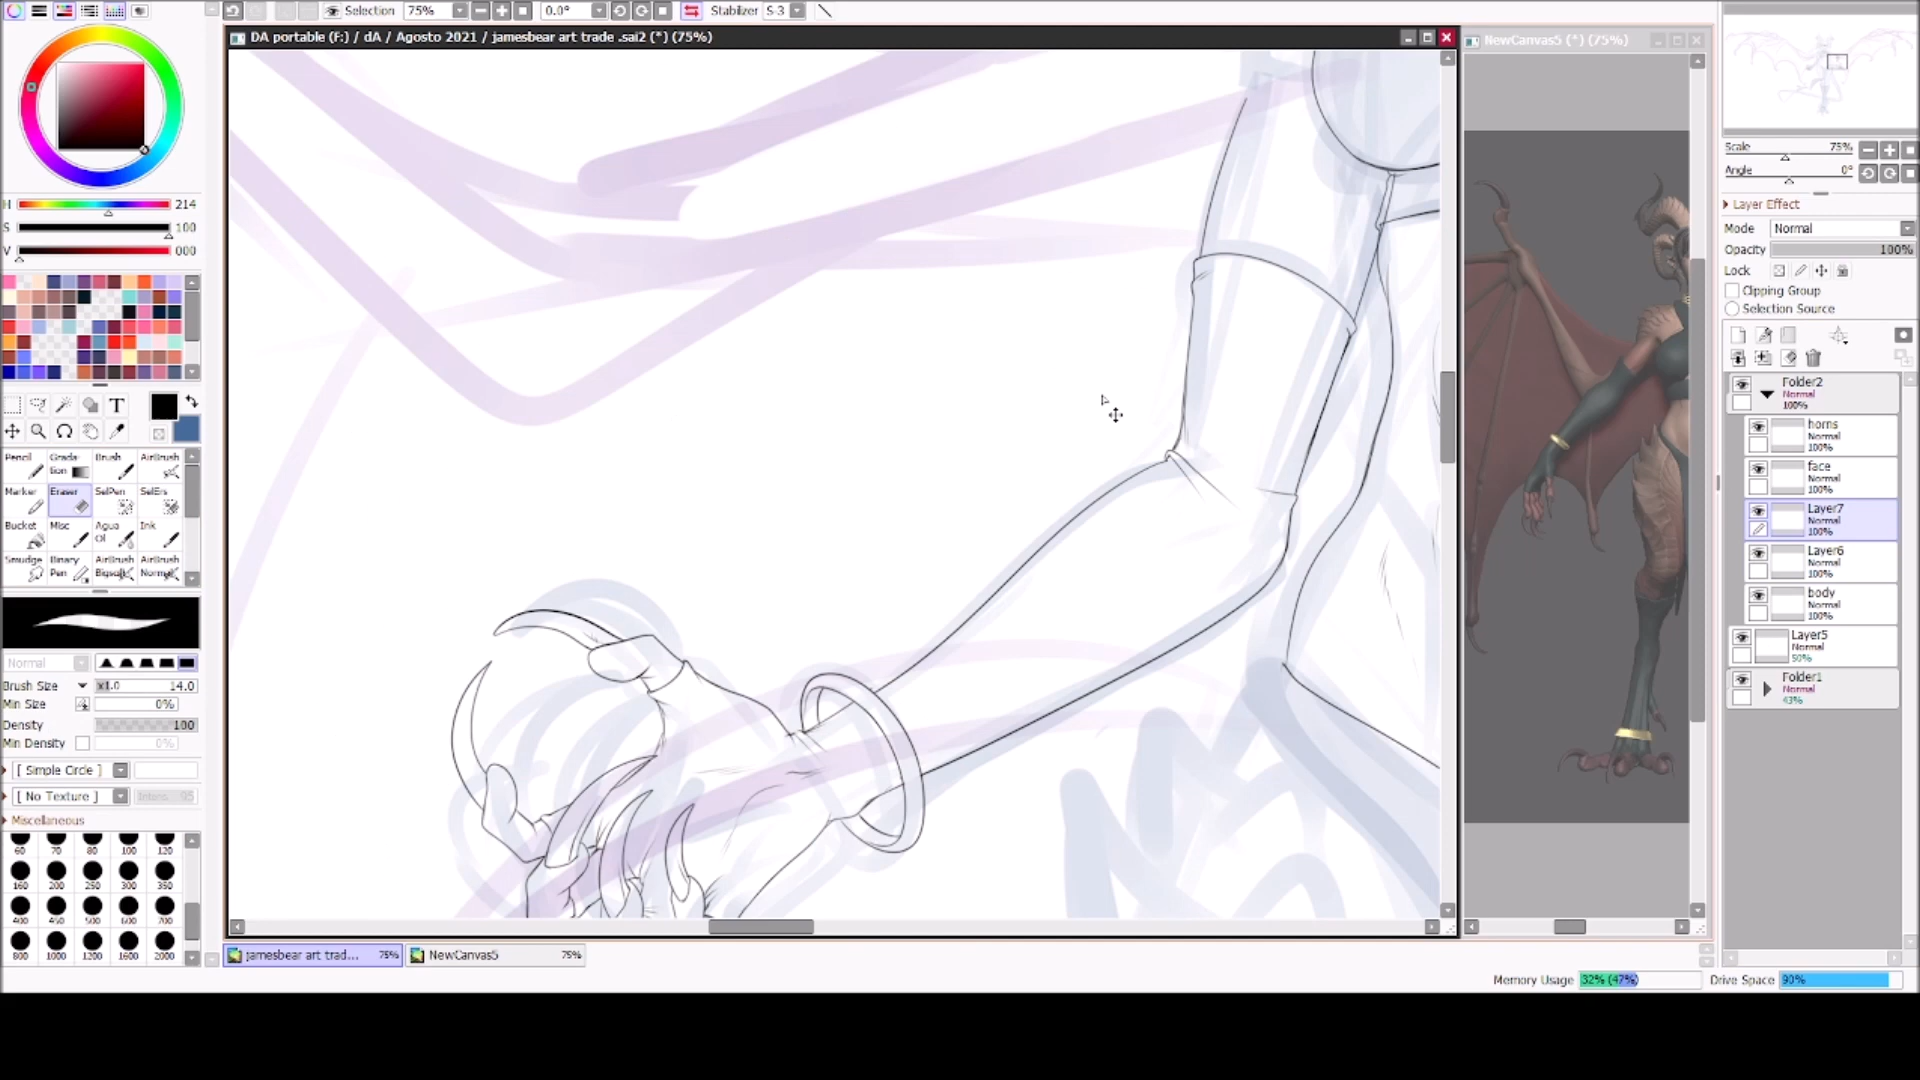 Selection 75% 0.0° Stabilizer S-3
DA portable (F:) / dA / Agosto 2021 / jamesbear art trade .sai2 (*) (75%)
NewCanvas5 (*) (75%)
H 214
S 100
V 000
T
Pencil Grada-tion Brush AirBrush
Marker Eraser SelPen SelErs
Bucket Misc Agua Ol Ink
Smudge Binary Pen AirBrush AirBrush
Normal
Brush Size x1.0 14.0
Min Size 0%
Density 100
Min Density 0%
[ Simple Circle ]
[ No Texture ] 95
Miscellaneous
60 70 80 100 120
160 200 250 300 350
400 450 500 600 700
800 1000 1200 1600 2000
jamesbear art trad... 75% NewCanvas5 75%
Scale 75%
Angle 0°
Layer Effect
Mode Normal
Opacity 100%
Lock
Clipping Group
Selection Source
Folder2
Normal
100%
horns
Normal
100%
face
Normal
100%
Layer7
Normal
100%
Layer6
Normal
100%
body
Normal
100%
Layer5
Normal
50%
Folder1
Normal
43%
Memory Usage 32% (47%) Drive Space 90%